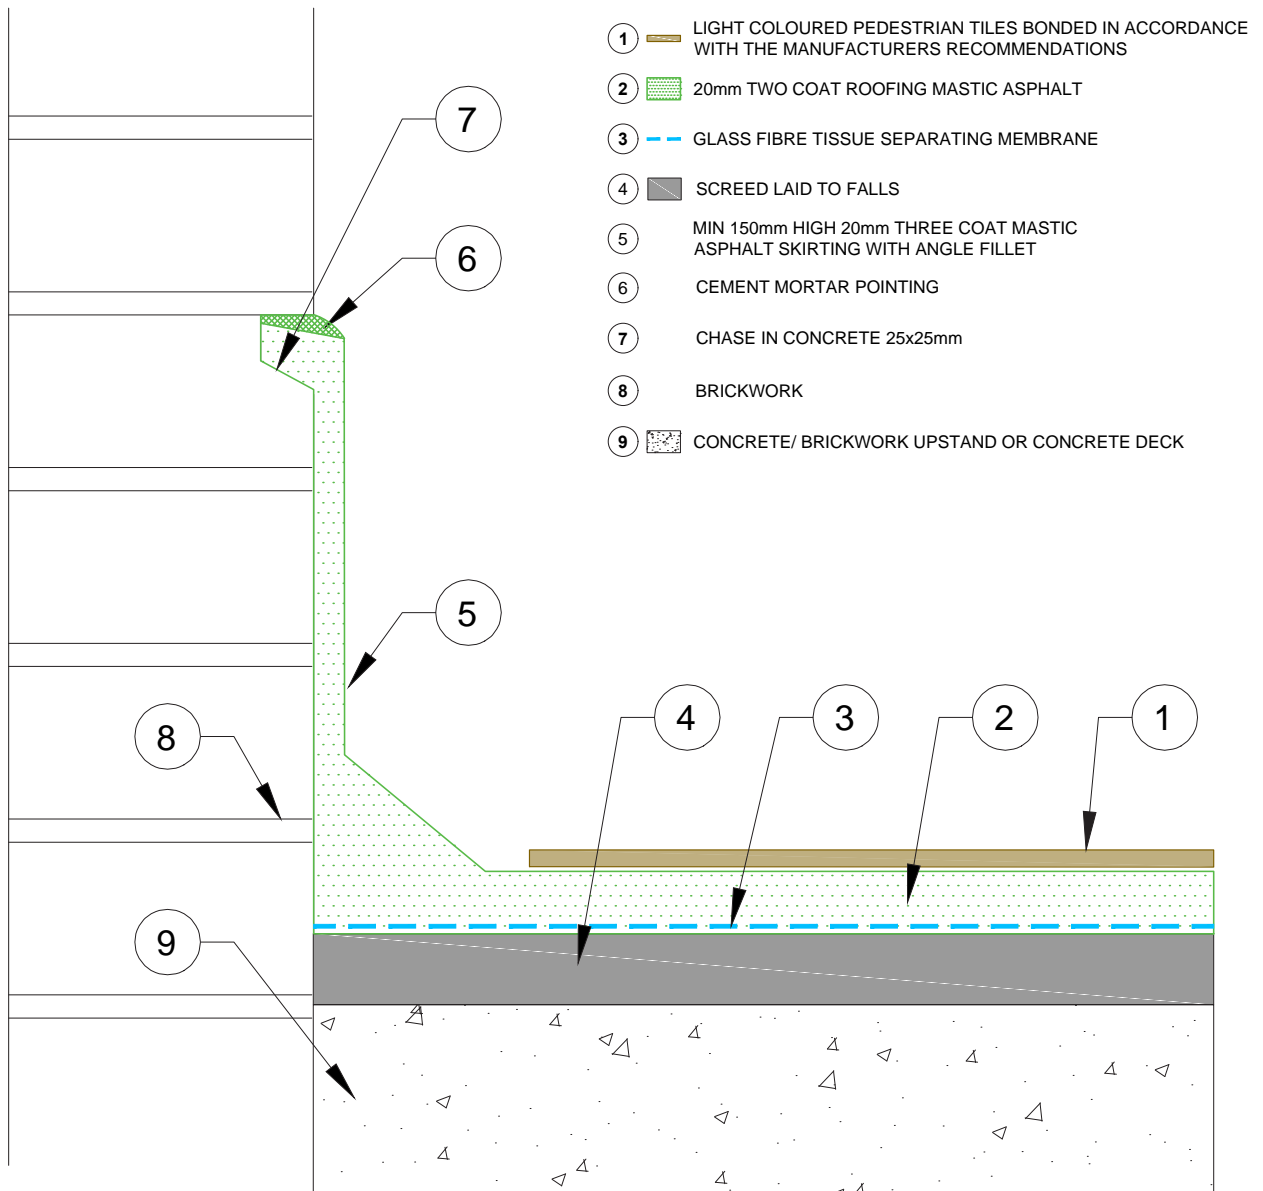 1 LIGHT COLOURED PEDESTRIAN TILES BONDED IN ACCORDANCE
WITH THE MANUFACTURERS RECOMMENDATIONS
2 20mm TWO COAT ROOFING MASTIC ASPHALT
3 GLASS FIBRE TISSUE SEPARATING MEMBRANE
4 SCREED LAID TO FALLS
5 MIN 150mm HIGH 20mm THREE COAT MASTIC
ASPHALT SKIRTING WITH ANGLE FILLET
6 CEMENT MORTAR POINTING
7 CHASE IN CONCRETE 25x25mm
8 BRICKWORK
9 CONCRETE/ BRICKWORK UPSTAND OR CONCRETE DECK
7
6
5
8
4
3
2
1
9